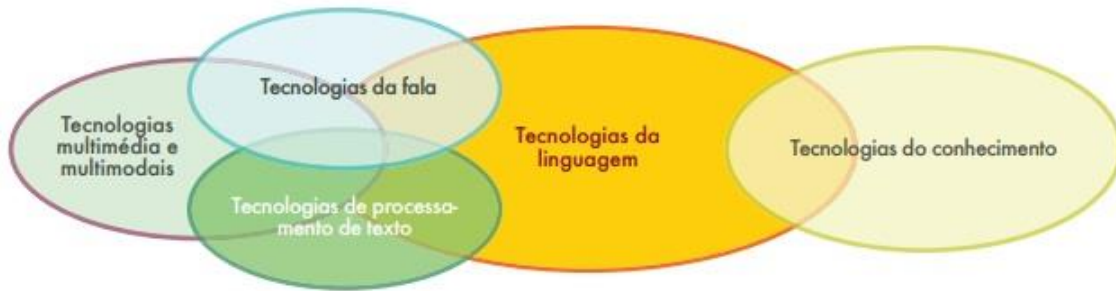 Tecnologias da fala
Tecnologias
multimédia e
multimodais
Tecnologias da
linguagem
Tecnologias do conhecimento
Tecnologias de processa-
mento de texto